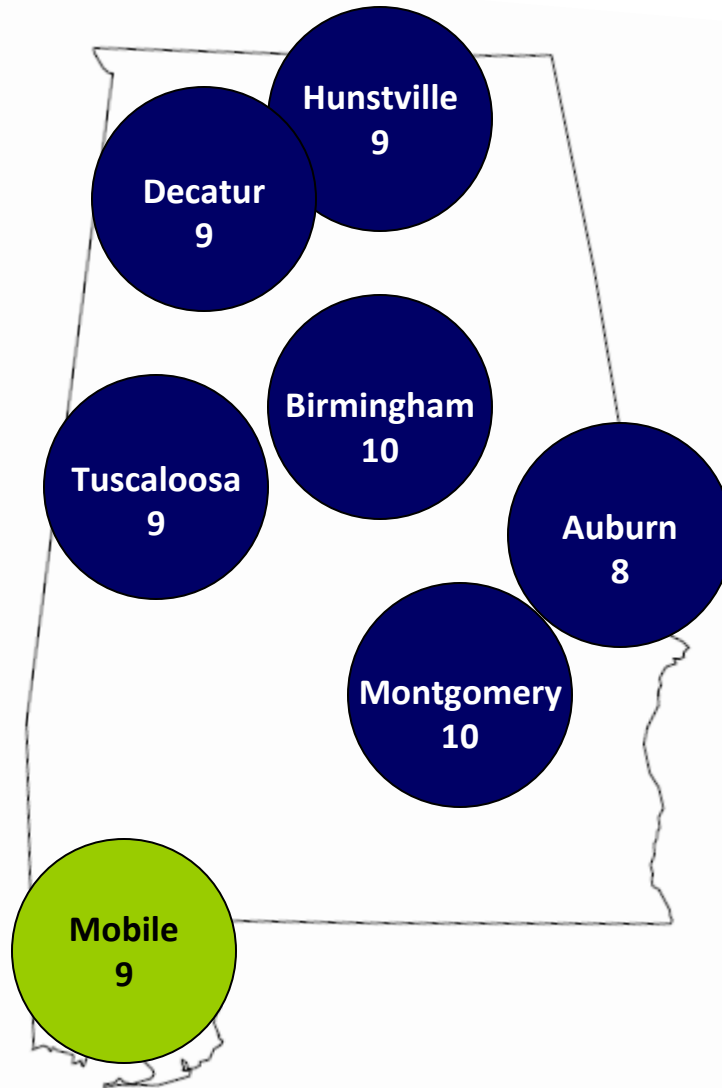 Hunstville
9
Decatur
9
Birmingham
10
Tuscaloosa
9
Auburn
8
Montgomery
10
Mobile
9